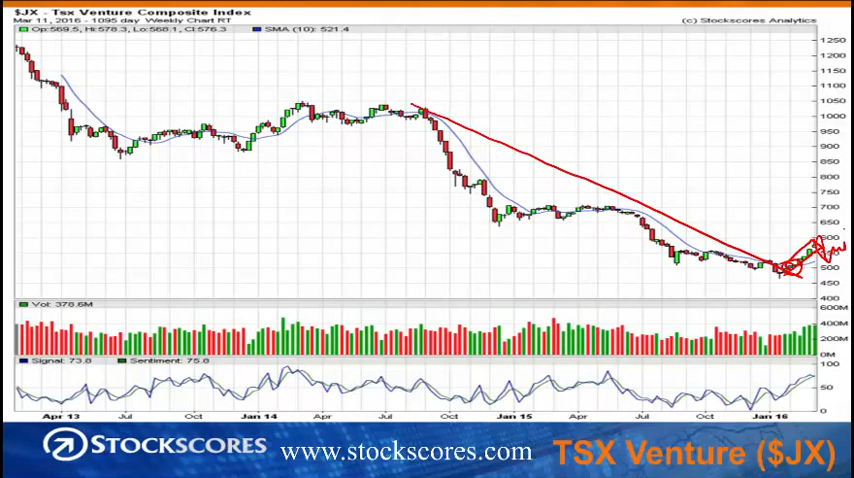 $JX - Tsx Venture Composite Index
Mar 11, 2016 - 1095 day Weekly Chart RT
(c) Stockscores Analytics
Op:569.5, Hi:578.3, Lo:568.1, Cl:576.3
SMA (10): 521.4
1250
1200
1150
1100
1050
1000
950
900
850
800
750
700
650
600
550
500
450
400
Vol: 378.6M
600M
400M
200M
0M
Signal: 73.8
Sentiment: 75.8
100
50
0
Apr 13
Jul
Oct
Jan 14
Apr
Jul
Oct
Jan 15
Apr
Jul
Oct
Jan 16
STOCKSCORES
www.stockscores.com
TSX Venture ($JX)